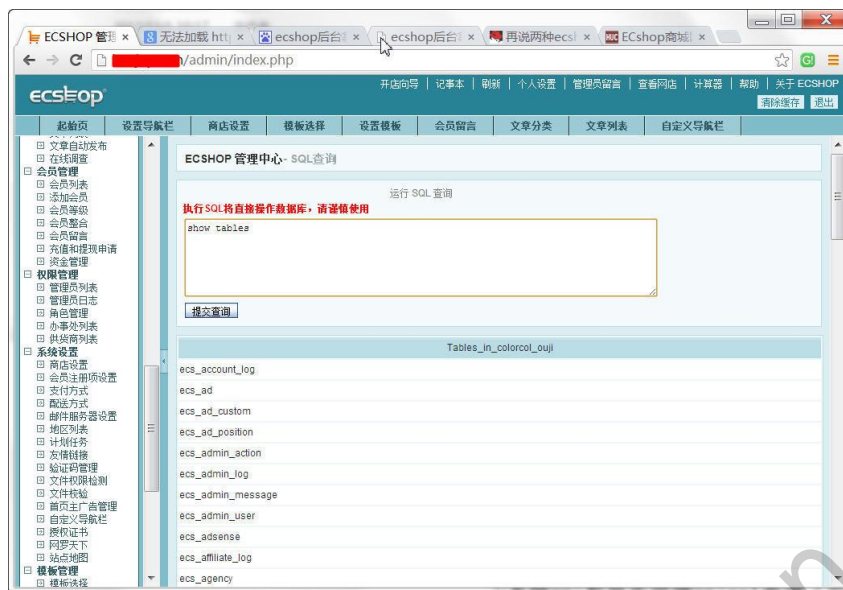 ECSHOP 管理
无法加载 htt
ecshop后台
ecshop后台
再说两种ecsh
ECshop商城
/admin/index.php
ECSHOP
开店向导 | 记事本 | 刷新 | 个人设置 | 管理员留言 | 查看网店 | 计算器 | 帮助 | 关于 ECSHOP
清除缓存 退出
起始页 设置导航栏 商店设置 模板选择 设置模板 会员留言 文章分类 文章列表 自定义导航栏
文章自动发布
在线调查
会员管理
会员列表
添加会员
会员等级
会员整合
会员留言
充值和提现申请
资金管理
权限管理
管理员列表
管理员日志
角色管理
办事处列表
供货商列表
系统设置
商店设置
会员注册项设置
支付方式
配送方式
邮件服务器设置
地区列表
计划任务
友情链接
验证码管理
文件权限检测
文件校验
首页主广告管理
自定义导航栏
授权证书
网罗天下
站点地图
模板管理
模板选择
ECSHOP 管理中心 - SQL查询
运行 SQL 查询
执行SQL将直接操作数据库，请谨慎使用
show tables
提交查询
Tables_in_colorcol_ouji
ecs_account_log
ecs_ad
ecs_ad_custom
ecs_ad_position
ecs_admin_action
ecs_admin_log
ecs_admin_message
ecs_admin_user
ecs_adsense
ecs_affiliate_log
ecs_agency